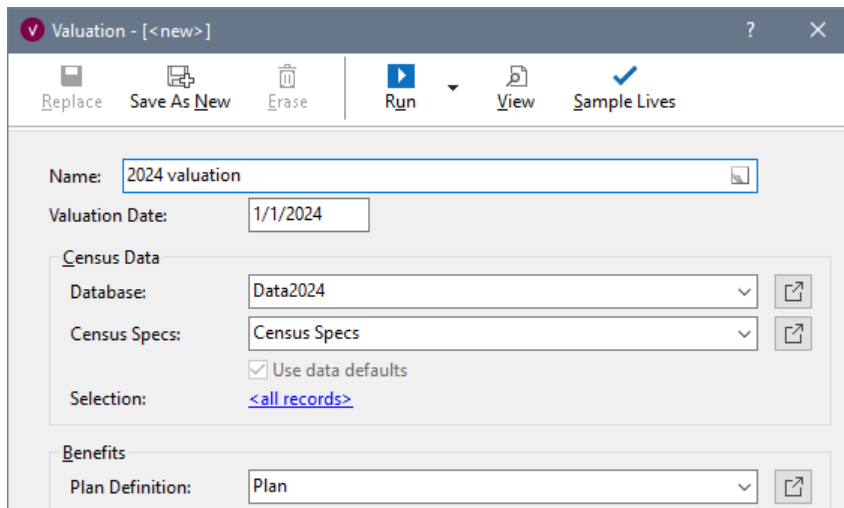 V Valuation - [<new>] ?
Replace Save As New Erase Run View Sample Lives
Name: 2024 valuation
Valuation Date: 1/1/2024
Census Data
Database: Data2024
Census Specs: Census Specs
Use data defaults
Selection: <all records>
Benefits
Plan Definition: Plan